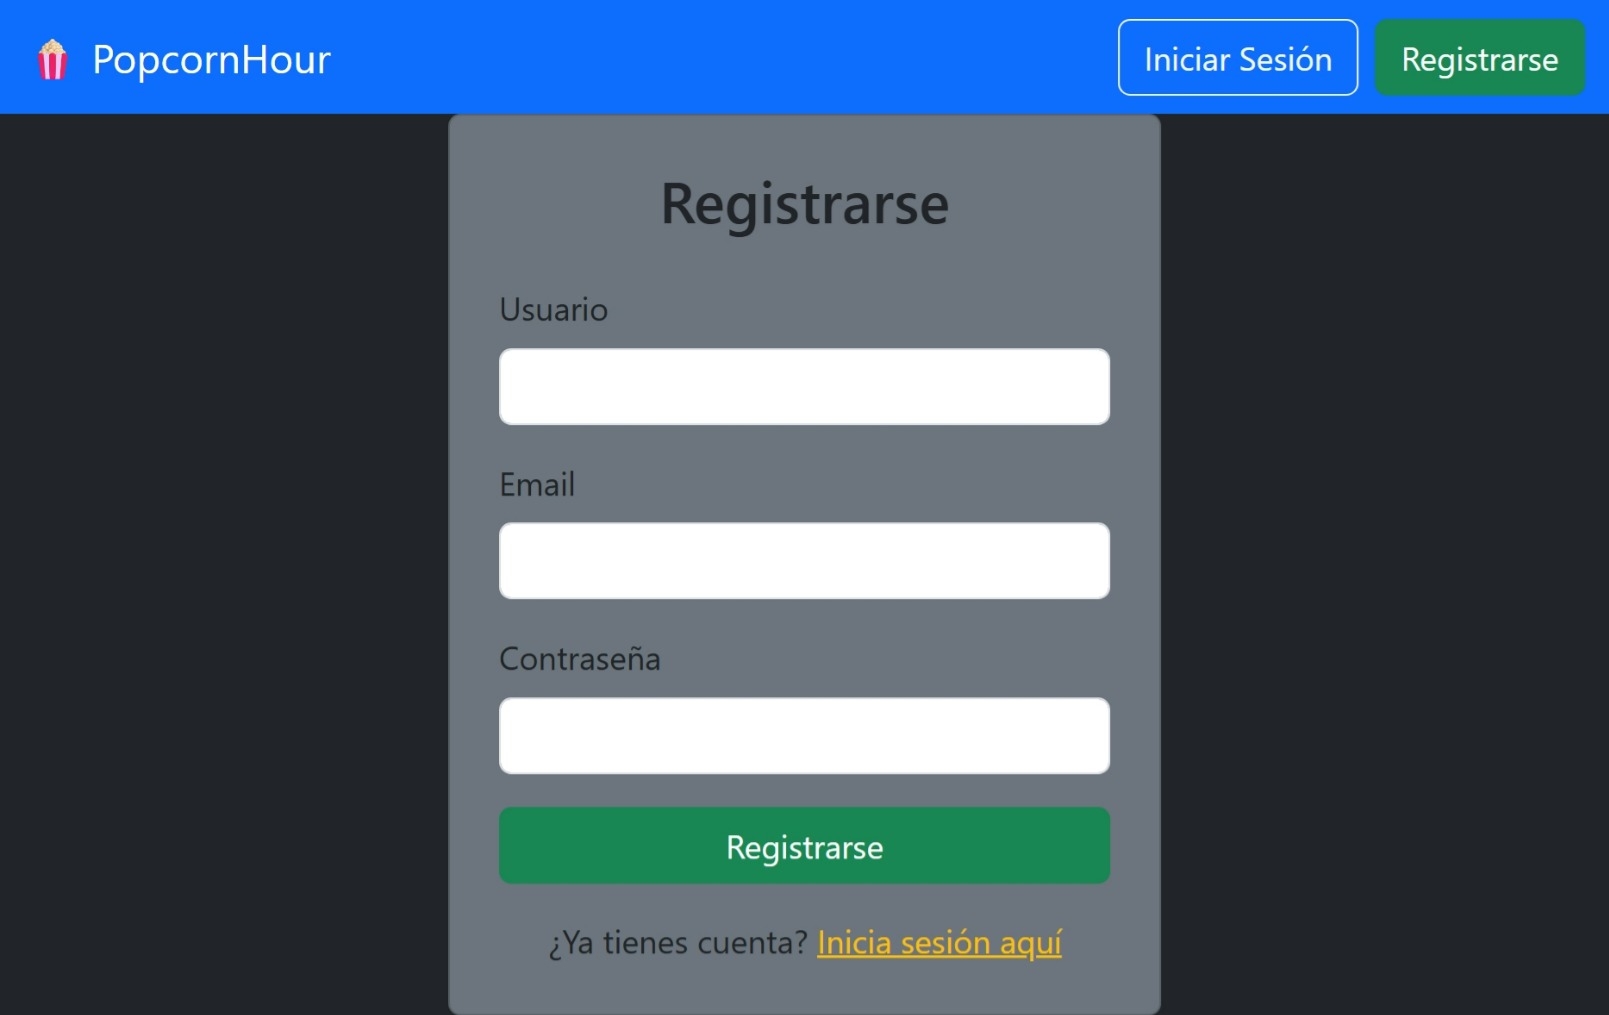 PopcornHour
Iniciar Sesión
Registrarse
Registrarse
Usuario
Email
Contraseña
Registrarse
¿Ya tienes cuenta? Inicia sesión aquí